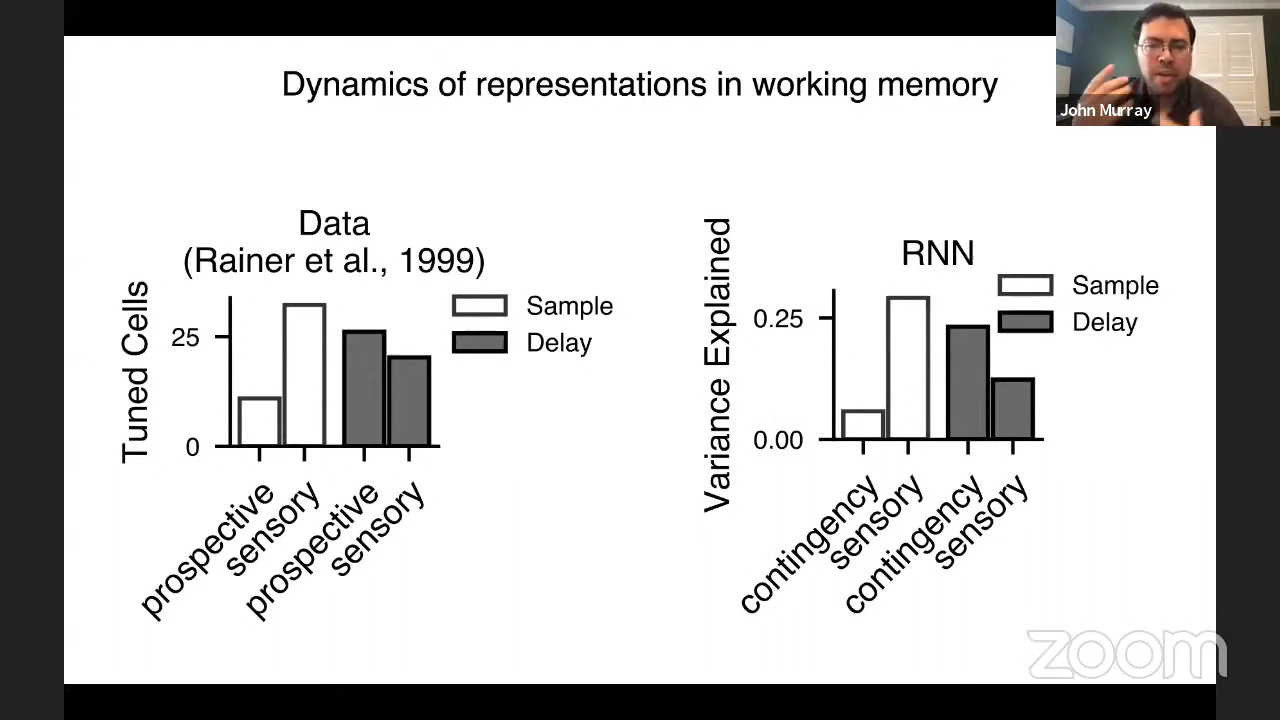 Dynamics of representations in working memory
John Murray
Data
(Rainer et al., 1999)
Tuned Cells
25
0
Sample
Delay
prospective
sensory
prospective
sensory
RNN
Variance Explained
0.25
0.00
Sample
Delay
contingency
sensory
contingency
sensory
zoom